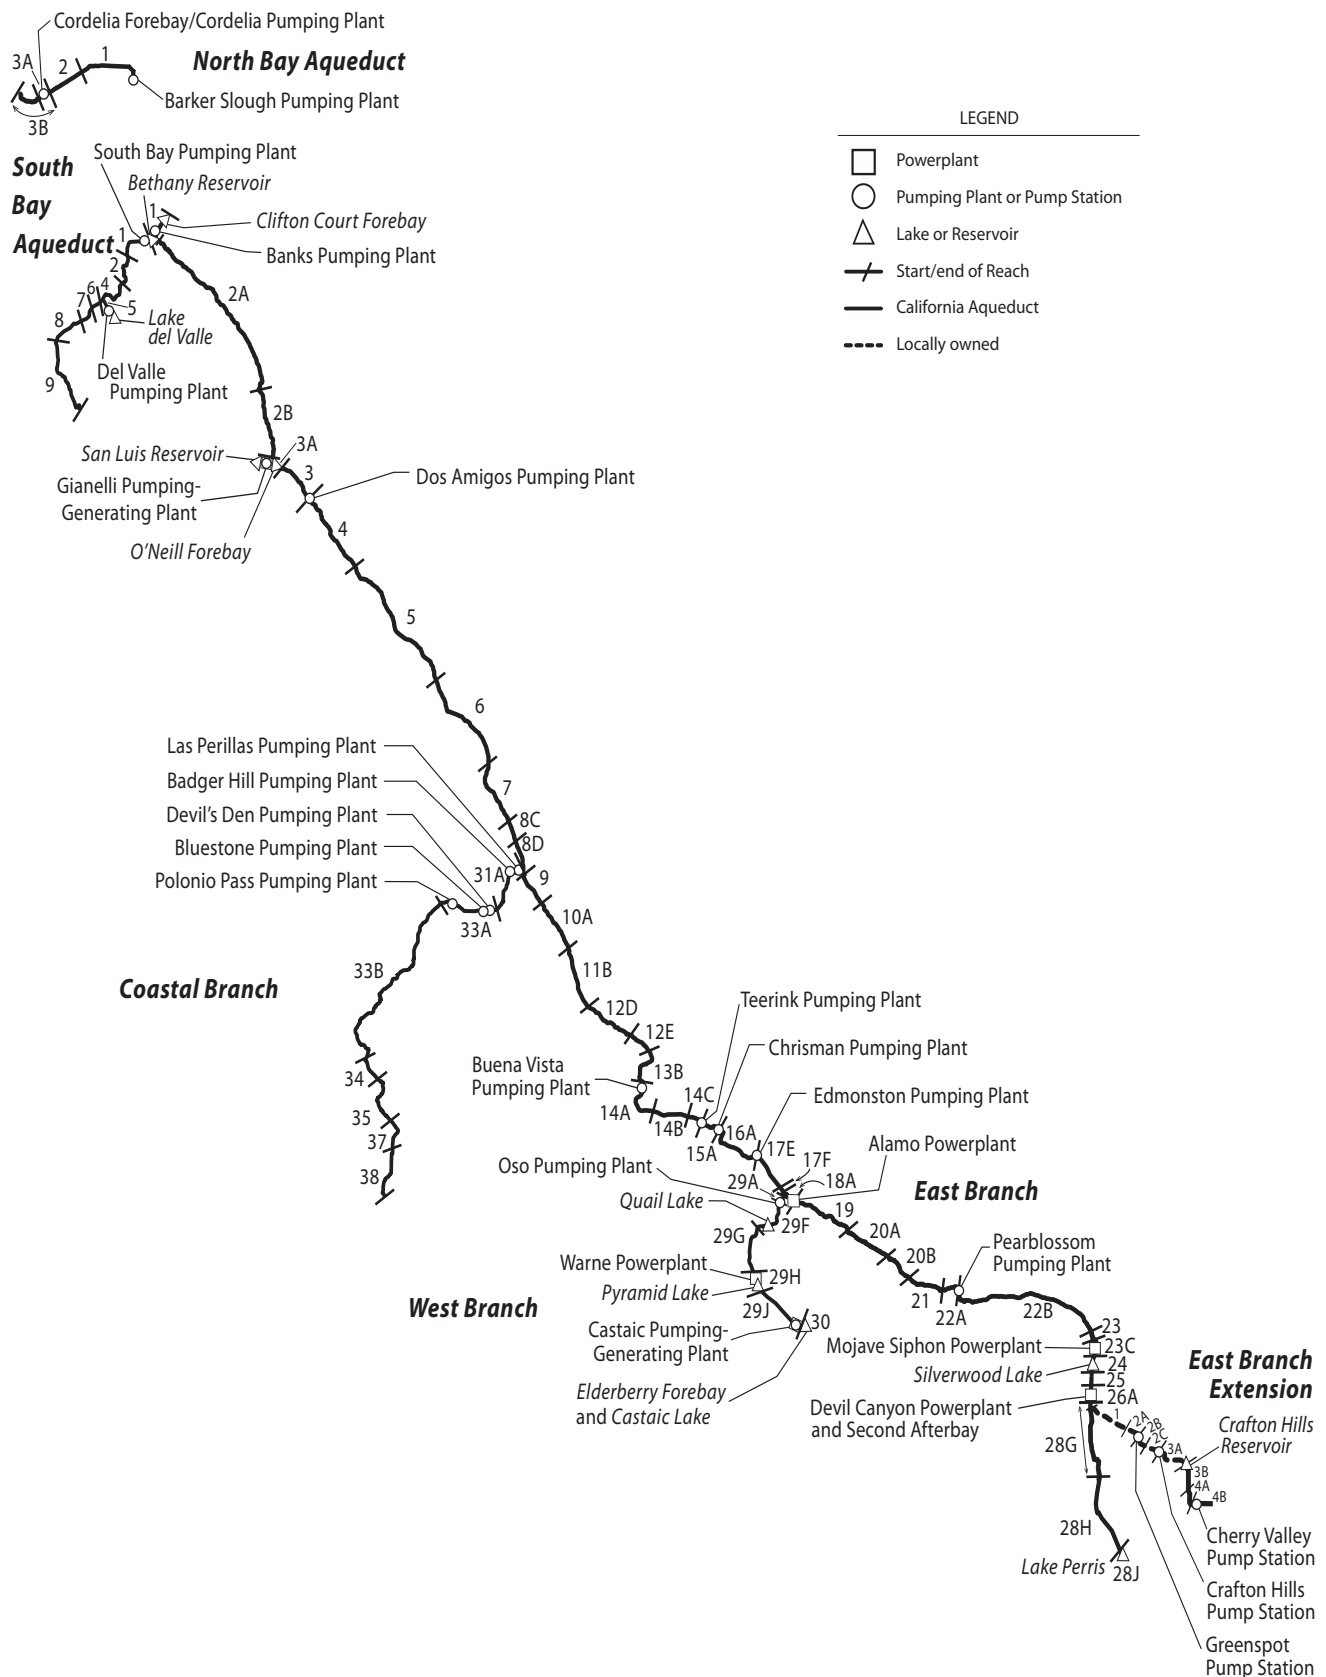 Cordelia Forebay/Cordelia Pumping Plant
3A
2
1
North Bay Aqueduct
Barker Slough Pumping Plant
3B
LEGEND
Powerplant
Pumping Plant or Pump Station
Lake or Reservoir
Start/end of Reach
California Aqueduct
Locally owned
South
Bay
Aqueduct
South Bay Pumping Plant
Bethany Reservoir
1
Clifton Court Forebay
Banks Pumping Plant
1
2
4
5
6
7
8
9
Lake
del Valle
Del Valle
Pumping Plant
2A
2B
3A
San Luis Reservoir
Gianelli Pumping-
Generating Plant
O'Neill Forebay
3
Dos Amigos Pumping Plant
4
5
6
7
8C
8D
Las Perillas Pumping Plant
Badger Hill Pumping Plant
Devil's Den Pumping Plant
Bluestone Pumping Plant
Polonio Pass Pumping Plant
31A
33A
9
10A
11B
Coastal Branch
33B
34
35
37
38
12D
12E
13B
Buena Vista
Pumping Plant
14A
14B
14C
15A
16A
Teerink Pumping Plant
Chrisman Pumping Plant
Edmonston Pumping Plant
17E
17F
18A
Alamo Powerplant
East Branch
Oso Pumping Plant
29A
Quail Lake
29F
29G
Warne Powerplant
29H
Pyramid Lake
29J
West Branch
Castaic Pumping-
Generating Plant
30
Elderberry Forebay
and Castaic Lake
19
20A
20B
21
22A
Pearblossom
Pumping Plant
22B
23
Mojave Siphon Powerplant
23C
Silverwood Lake
24
25
Devil Canyon Powerplant
and Second Afterbay
26A
East Branch
Extension
1
2A
2B
2C
3A
Crafton Hills
Reservoir
3B
4A
4B
28G
28H
Lake Perris
28J
Cherry Valley
Pump Station
Crafton Hills
Pump Station
Greenspot
Pump Station